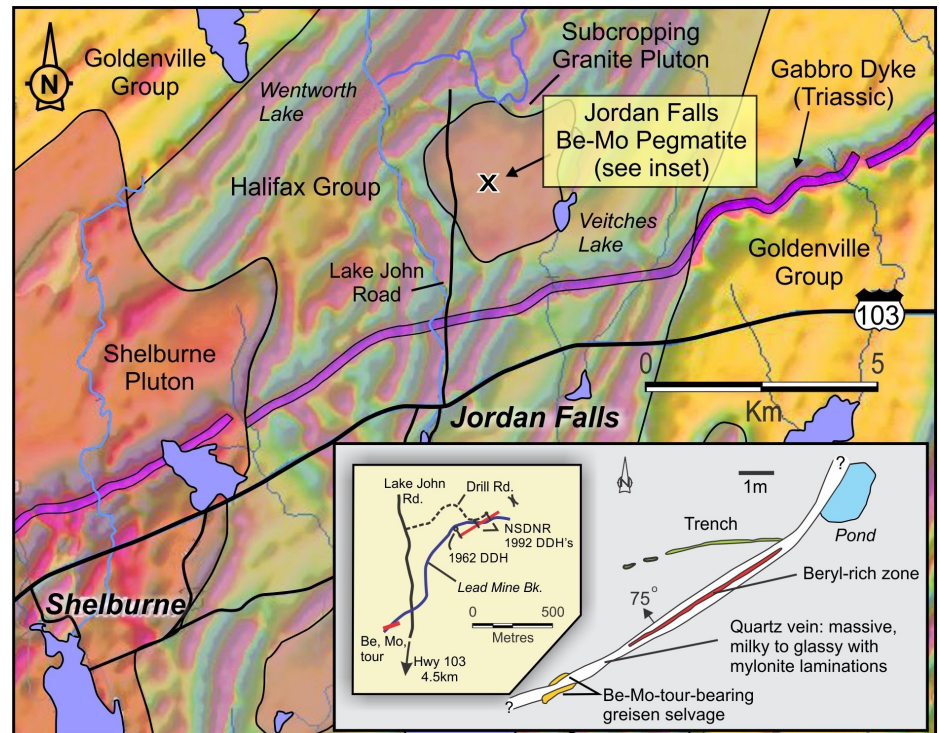 N
Goldenville
Group
Wentworth
Lake
Subcropping
Granite Pluton
Gabbro Dyke
(Triassic)
Jordan Falls
Be-Mo Pegmatite
(see inset)
X
Halifax Group
Veitches
Lake
Lake John
Road
Goldenville
Group
103
Shelburne
Pluton
0 5
Km
Jordan Falls
Shelburne
Lake John
Rd.
Drill Rd.
NSDNR
1992 DDH's
1962 DDH
Lead Mine Bk.
0 500
Metres
Be, Mo,
tour
Hwy 103
4.5km
N
1m
?
Pond
Trench
Beryl-rich zone
75°
Quartz vein: massive,
milky to glassy with
mylonite laminations
Be-Mo-tour-bearing
greisen selvage
?